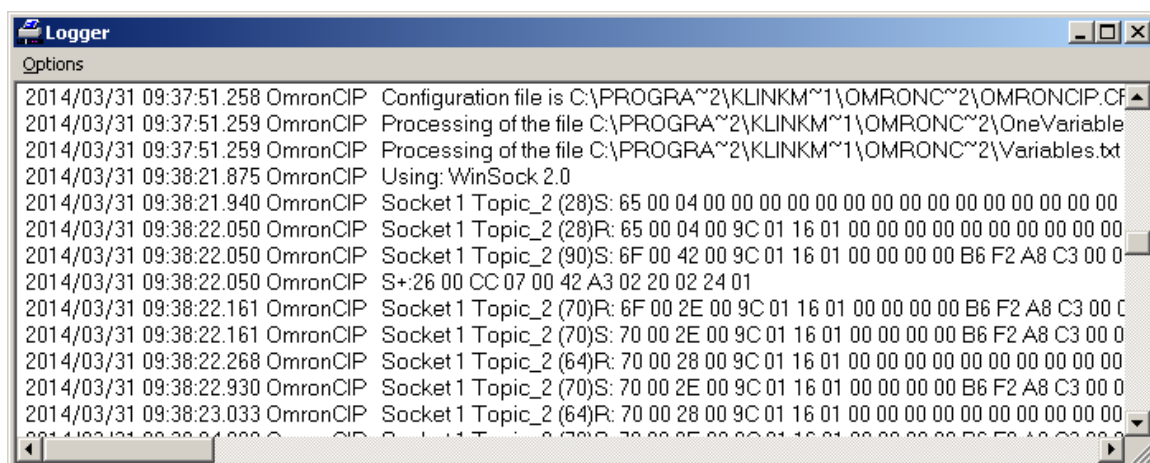 Logger
Options
2014/03/31 09:37:51.258 OmronCIP Configuration file is C:\PROGRA~2\KLINKM~1\OMRONC~2\OMRONCIP.CF
2014/03/31 09:37:51.259 OmronCIP Processing of the file C:\PROGRA~2\KLINKM~1\OMRONC~2\OneVariable
2014/03/31 09:37:51.259 OmronCIP Processing of the file C:\PROGRA~2\KLINKM~1\OMRONC~2\Variables.txt
2014/03/31 09:38:21.875 OmronCIP Using: WinSock 2.0
2014/03/31 09:38:21.940 OmronCIP Socket 1 Topic_2 (28)S: 65 00 04 00 00 00 00 00 00 00 00 00 00 00 00 00 00 00
2014/03/31 09:38:22.050 OmronCIP Socket 1 Topic_2 (28)R: 65 00 04 00 9C 01 16 01 00 00 00 00 00 00 00 00 00 00
2014/03/31 09:38:22.050 OmronCIP Socket 1 Topic_2 (90)S: 6F 00 42 00 9C 01 16 01 00 00 00 00 B6 F2 A8 C3 00 0
2014/03/31 09:38:22.050 OmronCIP S+:26 00 CC 07 00 42 A3 02 20 02 24 01
2014/03/31 09:38:22.161 OmronCIP Socket 1 Topic_2 (70)R: 6F 00 2E 00 9C 01 16 01 00 00 00 00 B6 F2 A8 C3 00
2014/03/31 09:38:22.161 OmronCIP Socket 1 Topic_2 (70)S: 70 00 2E 00 9C 01 16 01 00 00 00 00 B6 F2 A8 C3 00 0
2014/03/31 09:38:22.268 OmronCIP Socket 1 Topic_2 (64)R: 70 00 28 00 9C 01 16 01 00 00 00 00 00 00 00 00 00 00
2014/03/31 09:38:22.930 OmronCIP Socket 1 Topic_2 (70)S: 70 00 2E 00 9C 01 16 01 00 00 00 00 B6 F2 A8 C3 00 0
2014/03/31 09:38:23.033 OmronCIP Socket 1 Topic_2 (64)R: 70 00 28 00 9C 01 16 01 00 00 00 00 00 00 00 00 00 00